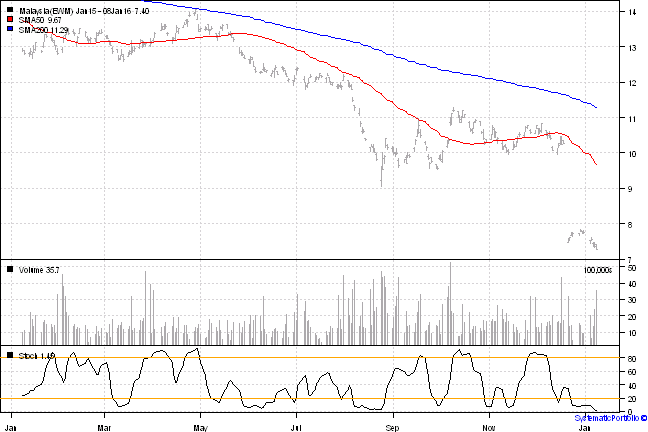 Malaysia(EWM) Jan15 - 08Jan16 7.40
SMA50 9.67
SMA200 11.29
14
13
12
11
10
9
8
7
Volume 35.7
100,000s
50
40
30
20
10
Stoch 1.49
80
60
40
20
0
Jan Mar May Jul Sep Nov Jan
SystematicPortfolio ©